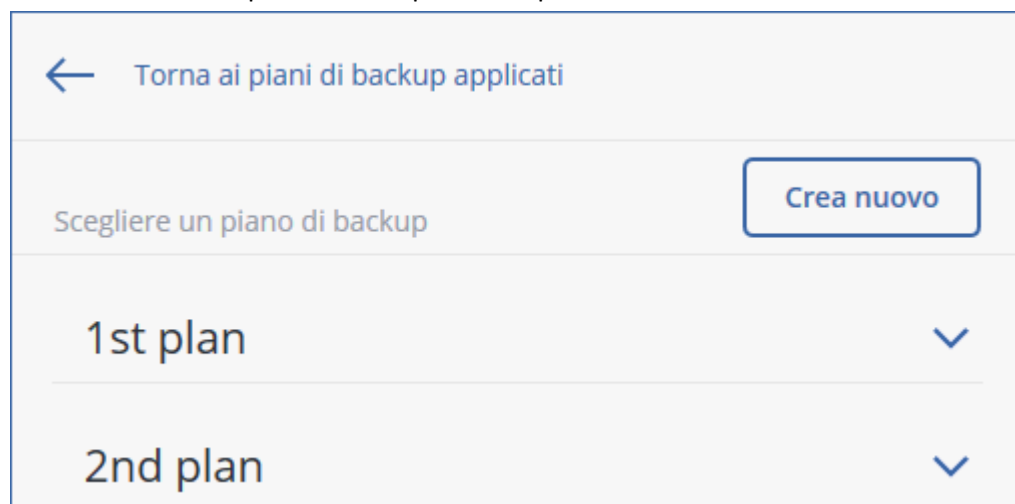 Torna ai piani di backup applicati
Crea nuovo
Scegliere un piano di backup
1st plan
2nd plan